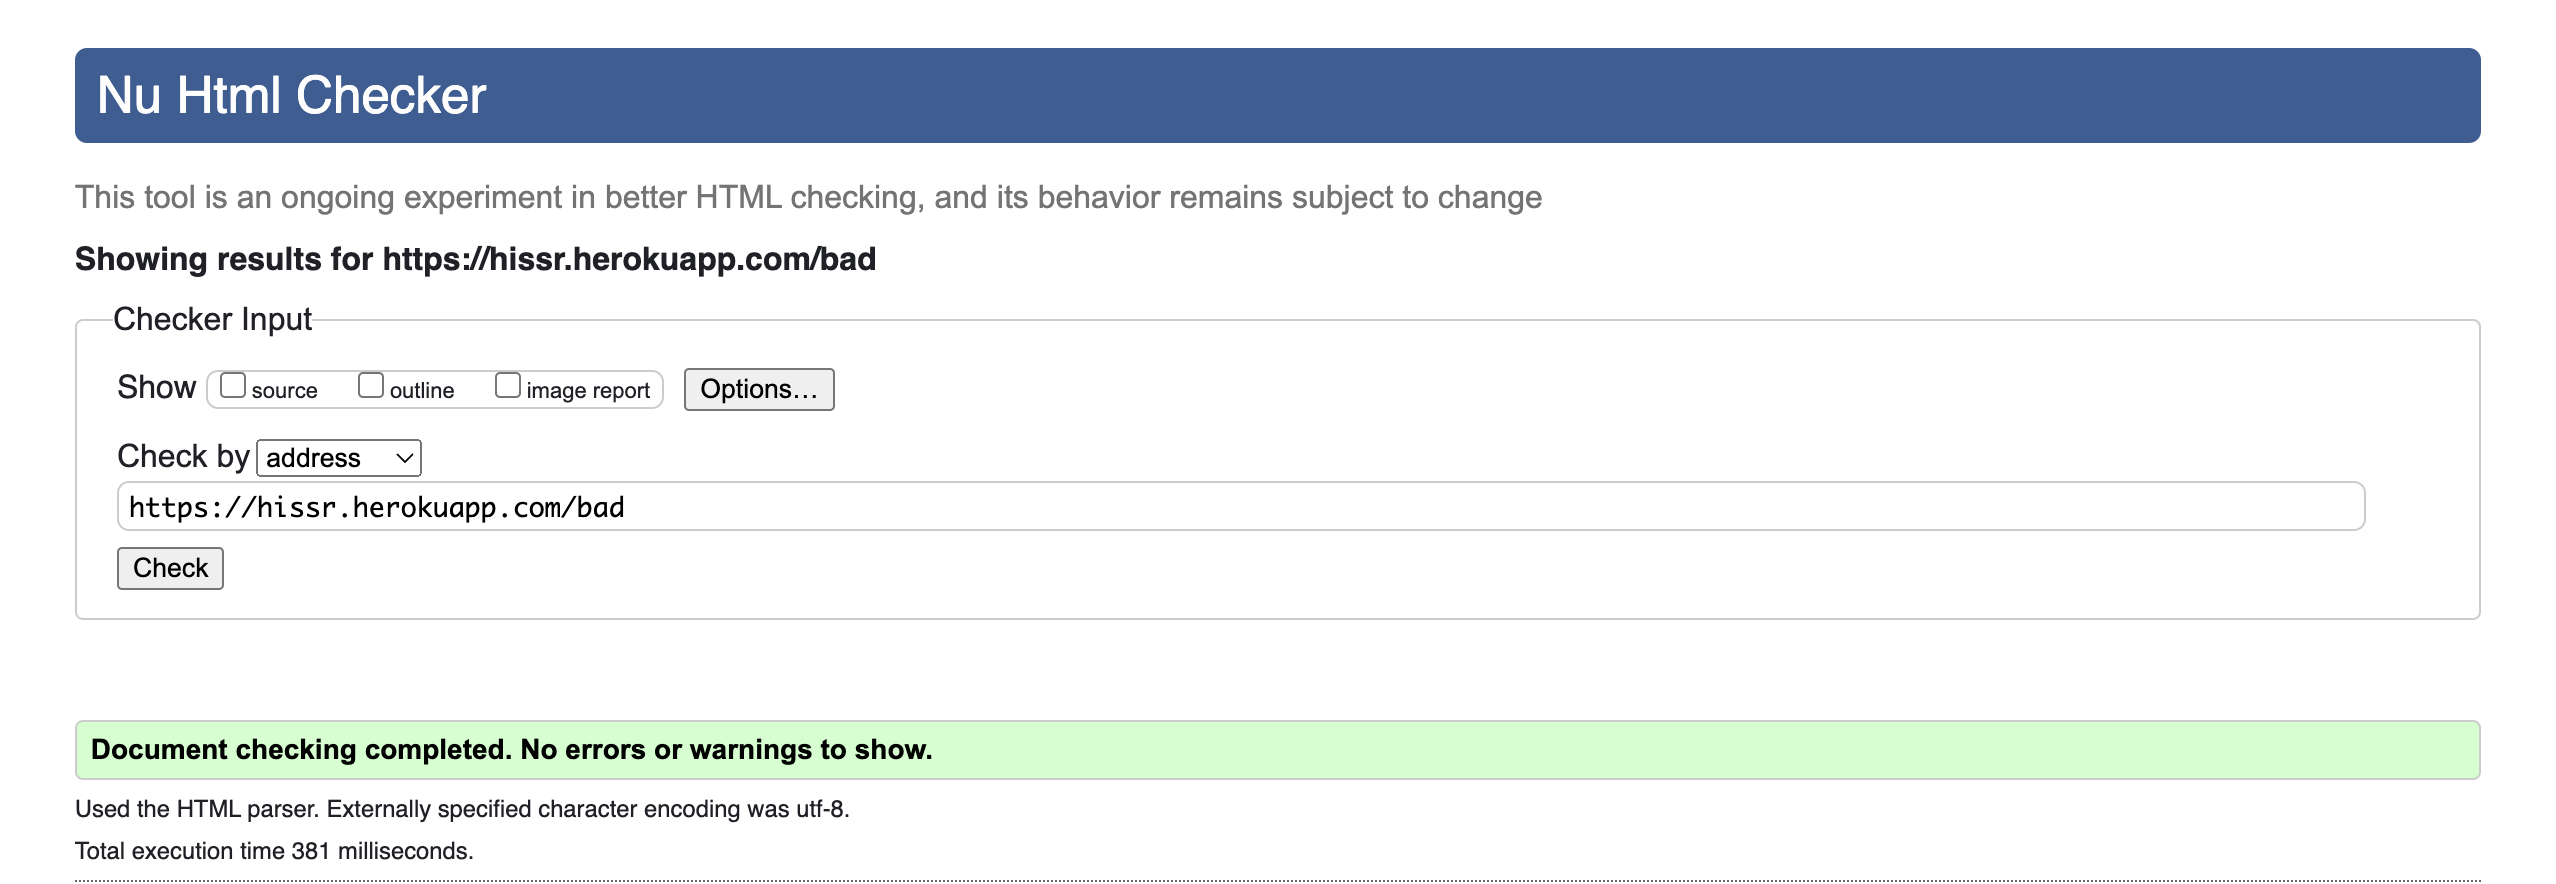 Nu Html Checker
This tool is an ongoing experiment in better HTML checking, and its behavior remains subject to change
Showing results for https://hissr.herokuapp.com/bad
Checker Input
Show source outline image report Options...
Check by address
https://hissr.herokuapp.com/bad
Check
Document checking completed. No errors or warnings to show.
Used the HTML parser. Externally specified character encoding was utf-8.
Total execution time 381 milliseconds.